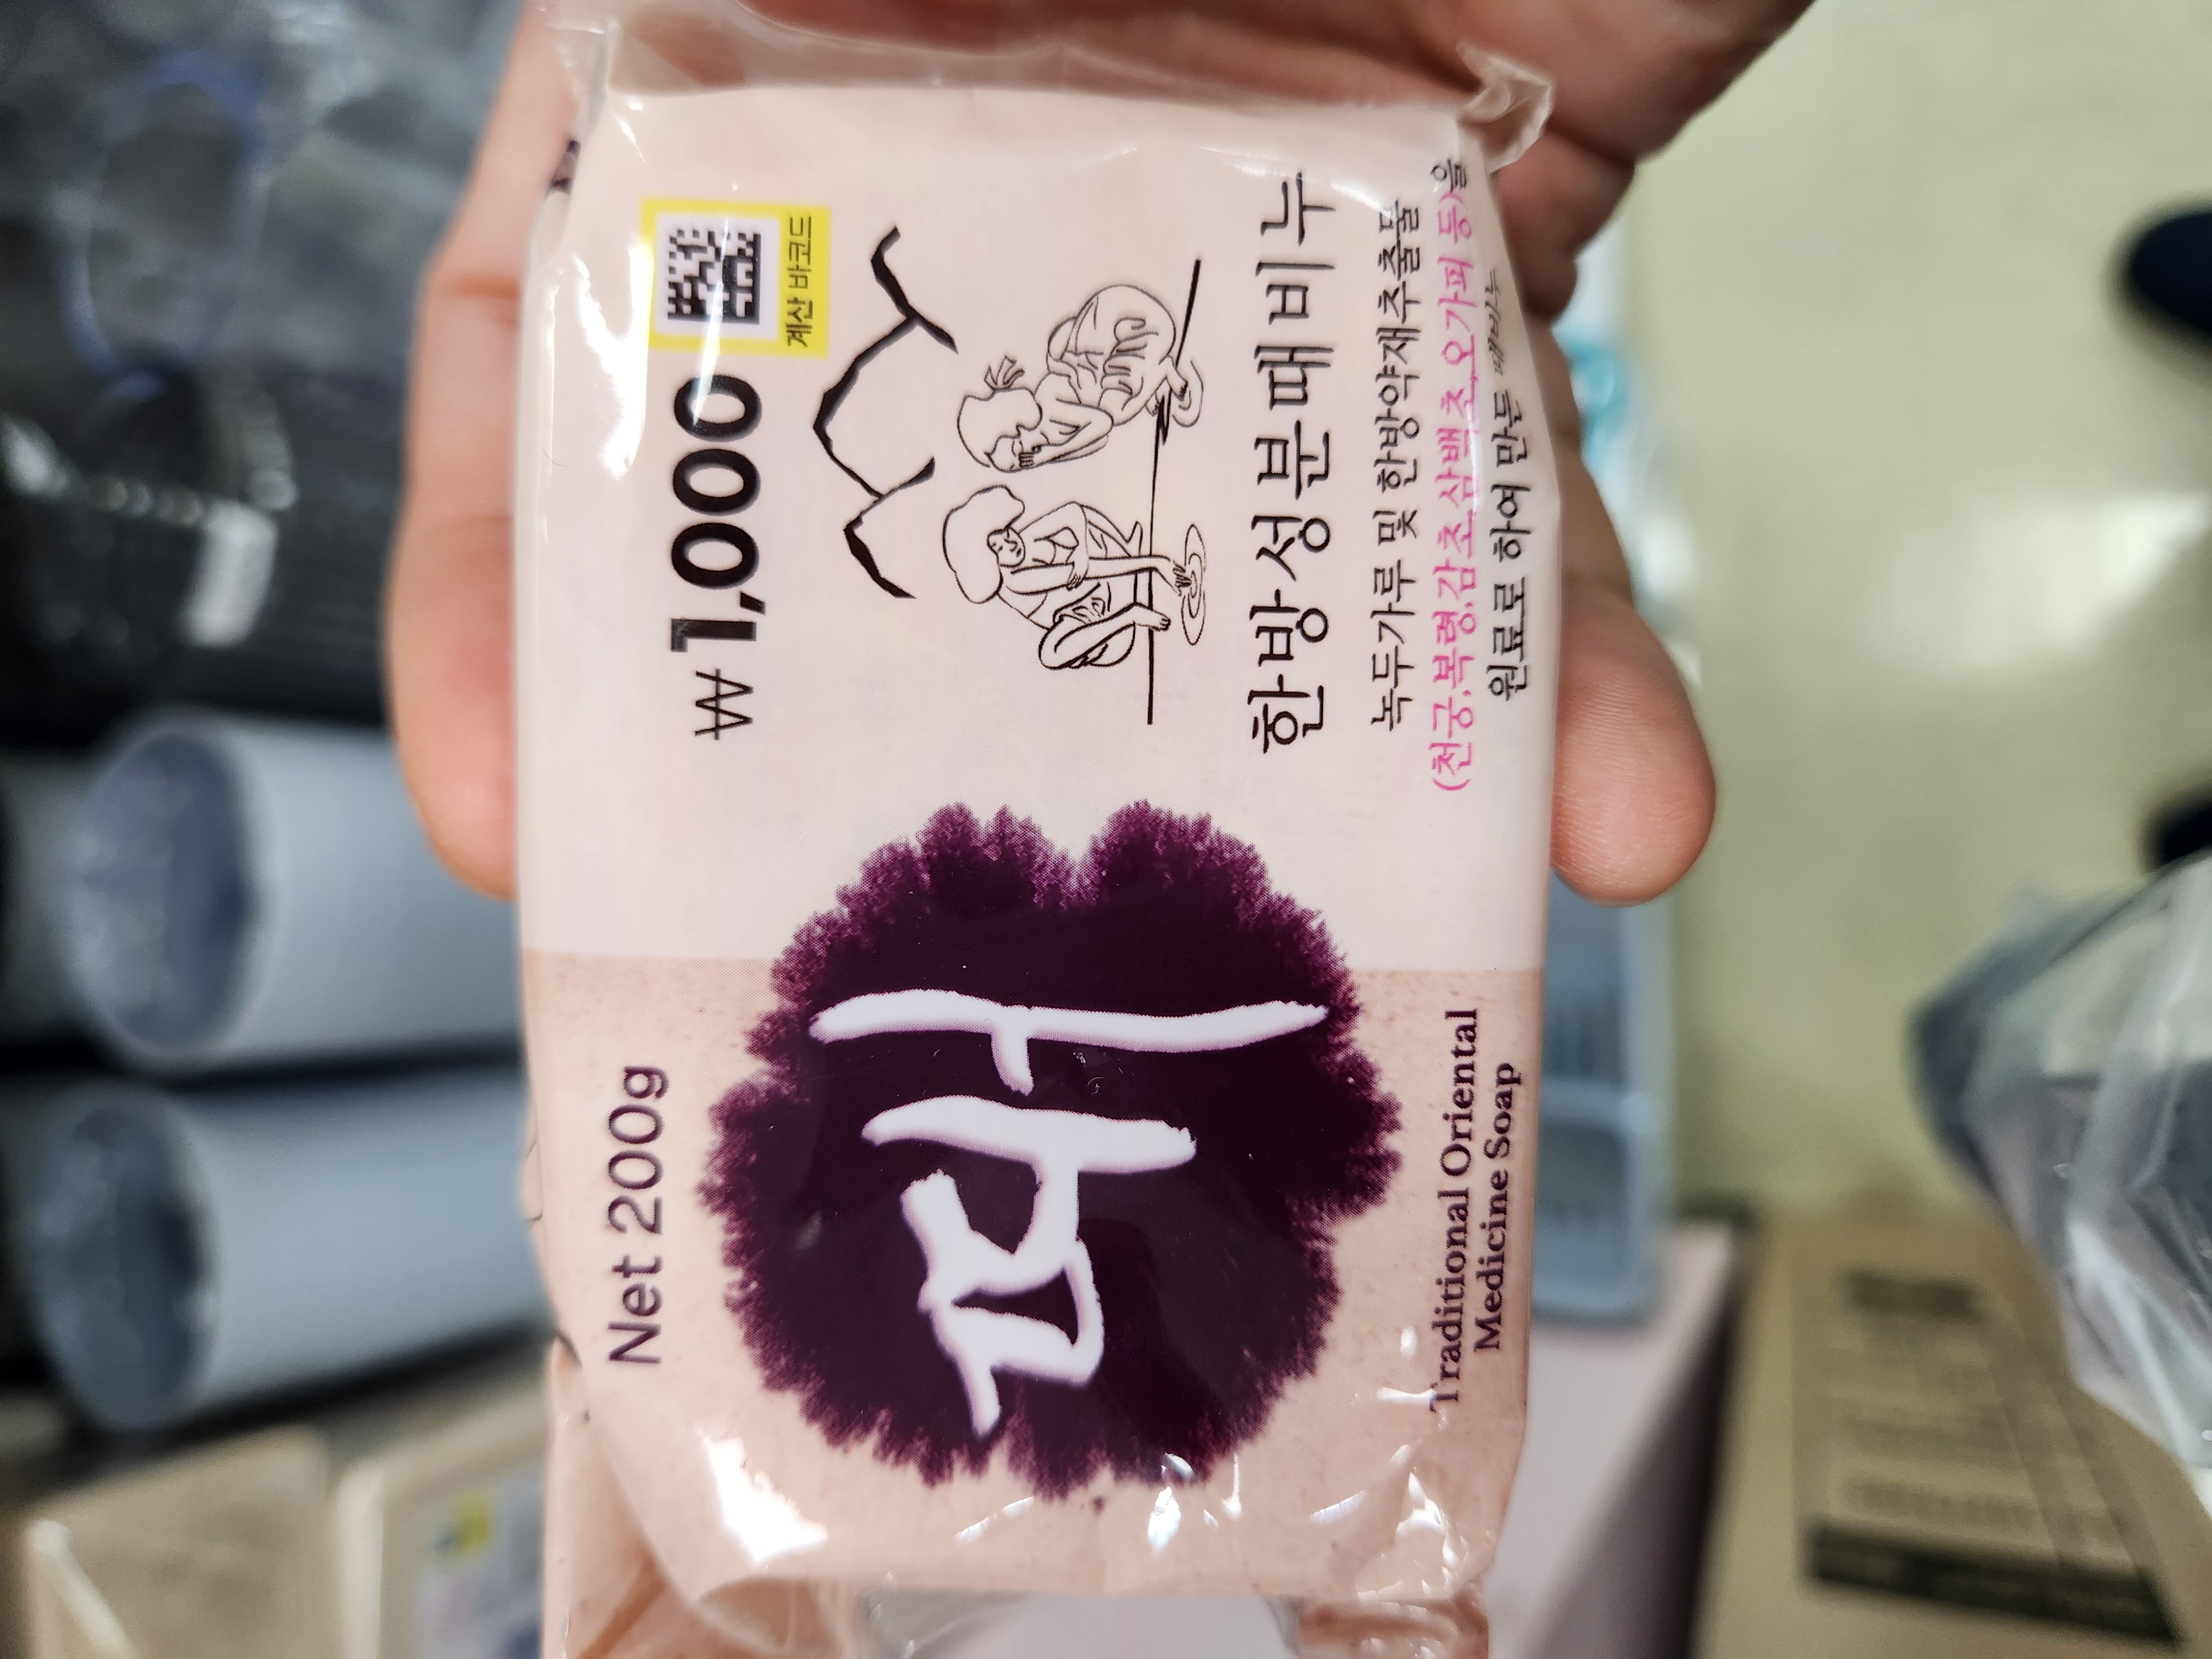 ₩1,000
계산 바코드
한방성분때비누
녹두가루 및 한방약재추출물
(천궁,복령,감초,삼백초,오가피 등)을
원료로 하여 만든 때비누
Net 200g
때
Traditional Oriental
Medicine Soap